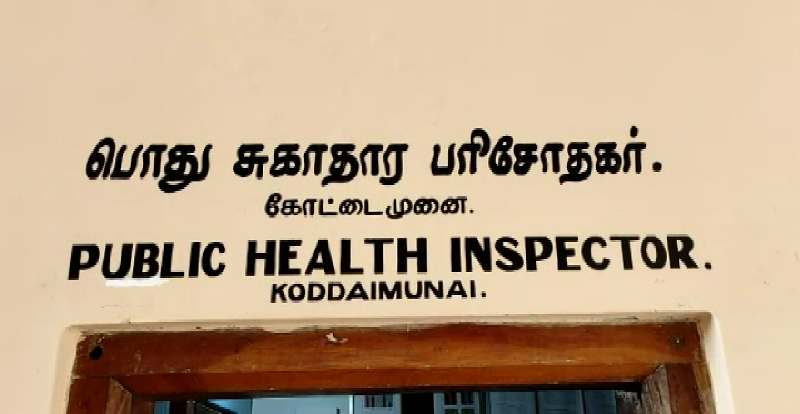 பொது சுகாதார பரிசோதகர்.
கோட்டைமுனை.
PUBLIC HEALTH INSPECTOR.
KODDAIMUNAI.